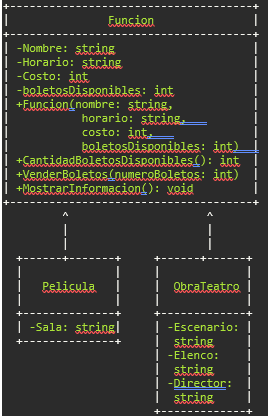 Funcion
-Nombre: string
-Horario: string
-Costo: int
-boletosDisponibles: int
+Funcion(nombre: string,
horario: string,
costo: int,
boletosDisponibles: int)
+CantidadBoletosDisponibles(): int
+VenderBoletos(numeroBoletos: int)
+MostrarInformacion(): void
Pelicula
ObraTeatro
-Sala: string
-Escenario:
string
-Elenco:
string
-Director:
string